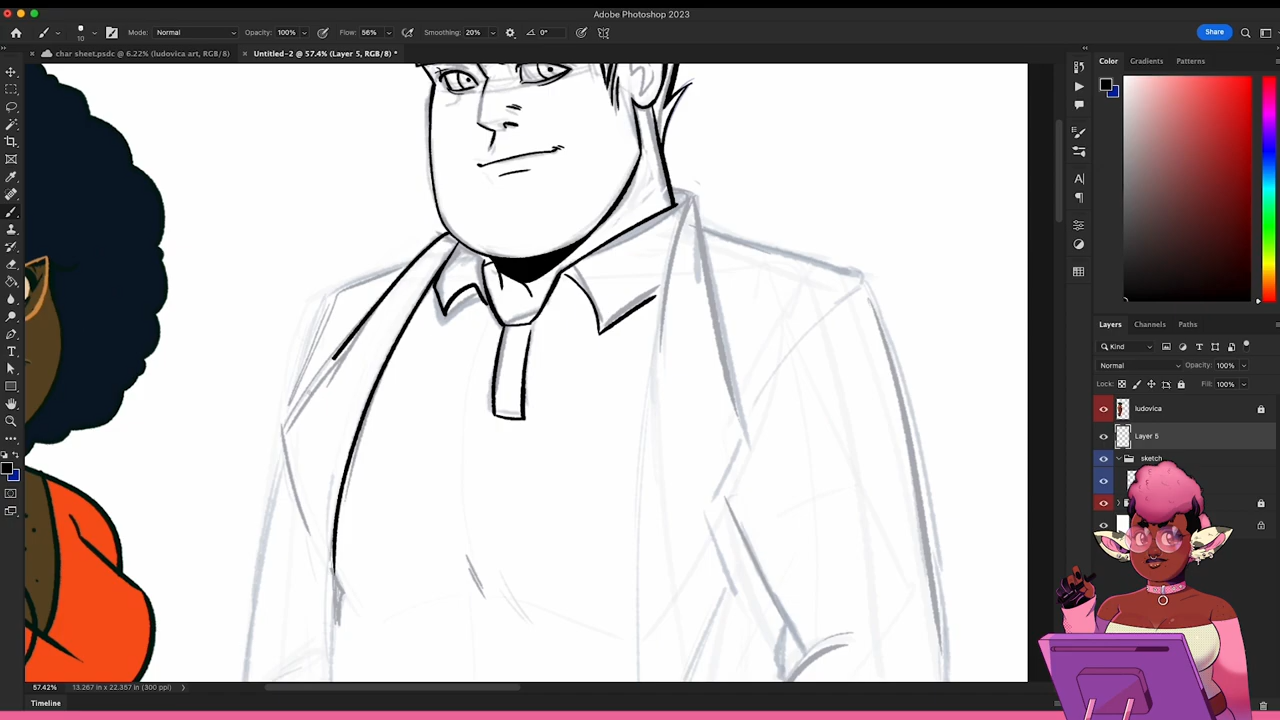 Adobe Photoshop 2023
10 Mode: Normal Opacity: 100% Flow: 56% Smoothing: 20% 0° Share
char sheet.psdc @ 6.22% (ludovica art, RGB/8) Untitled-2 @ 57.4% (Layer 5, RGB/8) *
Color Gradients Patterns
Layers Channels Paths
Kind
Normal Opacity: 100%
Lock: Fill: 100%
ludovica
Layer 5
sketch
57.42% 13.267 in x 22.357 in (300 ppi)
Timeline